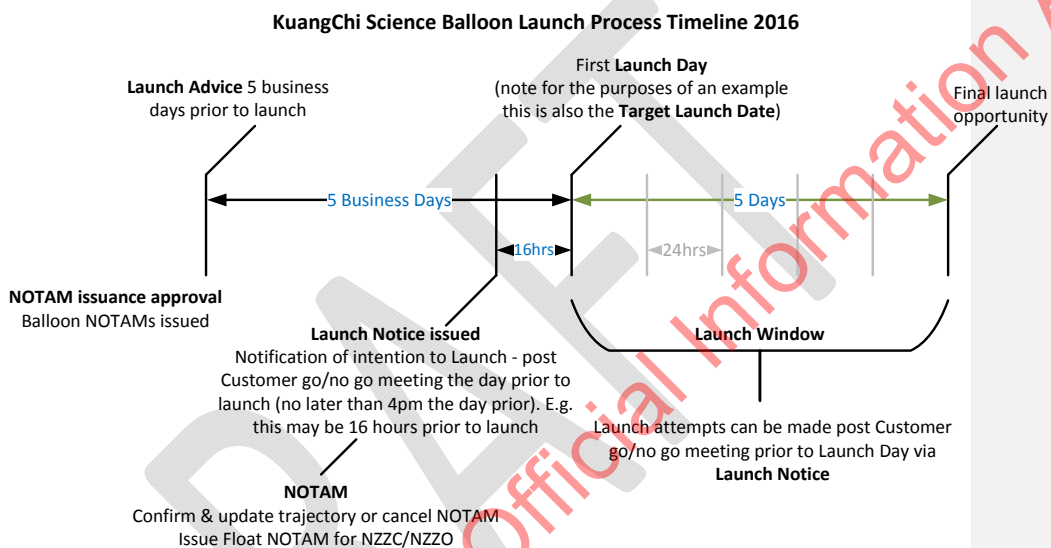 KuangChi Science Balloon Launch Process Timeline 2016
Launch Advice 5 business
days prior to launch
First Launch Day
(note for the purposes of an example
this is also the Target Launch Date)
Final launch
opportunity
5 Business Days
5 Days
16hrs
24hrs
NOTAM issuance approval
Balloon NOTAMs issued
Launch Notice issued
Notification of intention to Launch - post
Customer go/no go meeting the day prior to
launch (no later than 4pm the day prior). E.g.
this may be 16 hours prior to launch
Launch Window
Launch attempts can be made post Customer
go/no go meeting prior to Launch Day via
Launch Notice
NOTAM
Confirm & update trajectory or cancel NOTAM
Issue Float NOTAM for NZZC/NZZO
DRAFT
Official Information